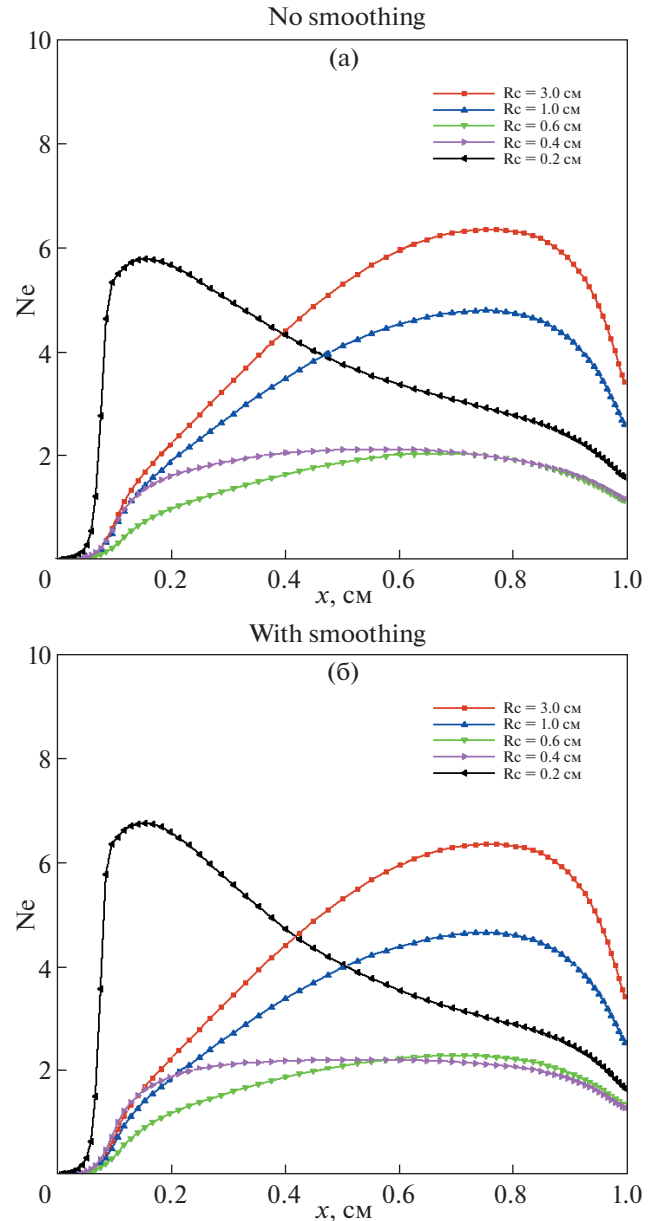 No smoothing
10
(а)
Rc = 3.0 см
Rc = 1.0 см
Rc = 0.6 см
Rc = 0.4 см
Rc = 0.2 см
8
6
Ne
4
2
0
0.2
0.4
0.6
0.8
1.0
x, см
With smoothing
10
(б)
Rc = 3.0 см
Rc = 1.0 см
Rc = 0.6 см
Rc = 0.4 см
Rc = 0.2 см
8
6
Ne
4
2
0
0.2
0.4
0.6
0.8
1.0
x, см